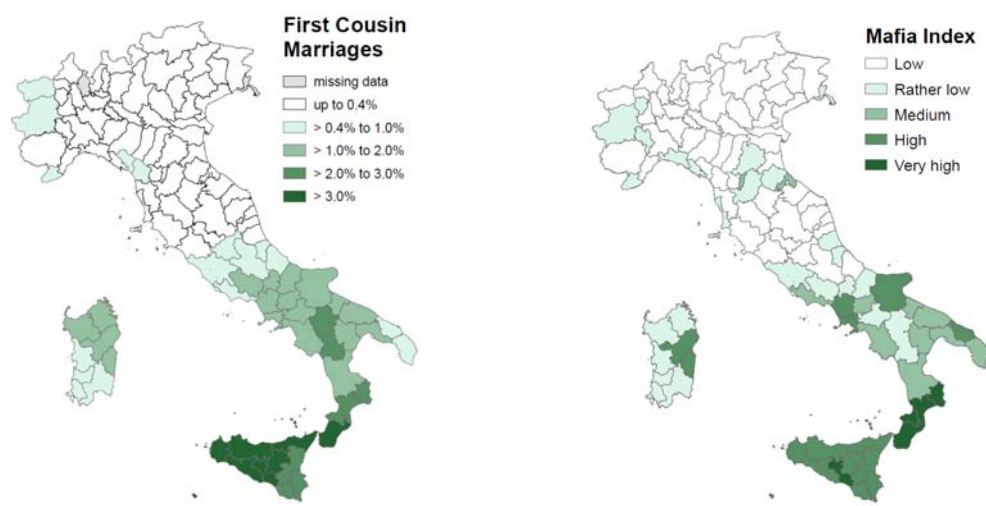 First Cousin
Marriages
missing data
up to 0.4%
> 0.4% to 1.0%
> 1.0% to 2.0%
> 2.0% to 3.0%
> 3.0%
Mafia Index
Low
Rather low
Medium
High
Very high